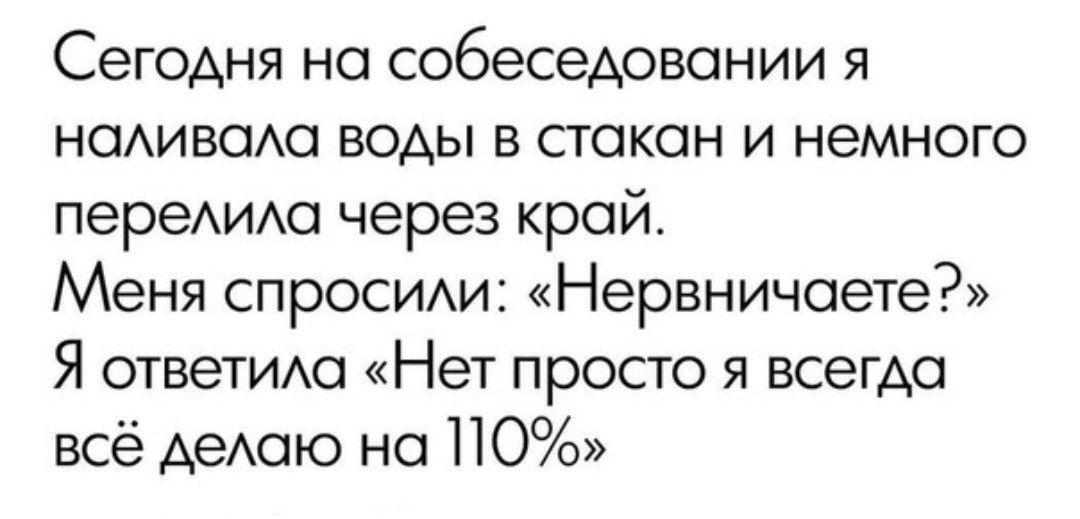 Сегодня на собеседовании я
наливала воды в стакан и немного
перелила через край.
Меня спросили: «Нервничаете?»
Я ответила «Нет просто я всегда
всё делаю на 110%»